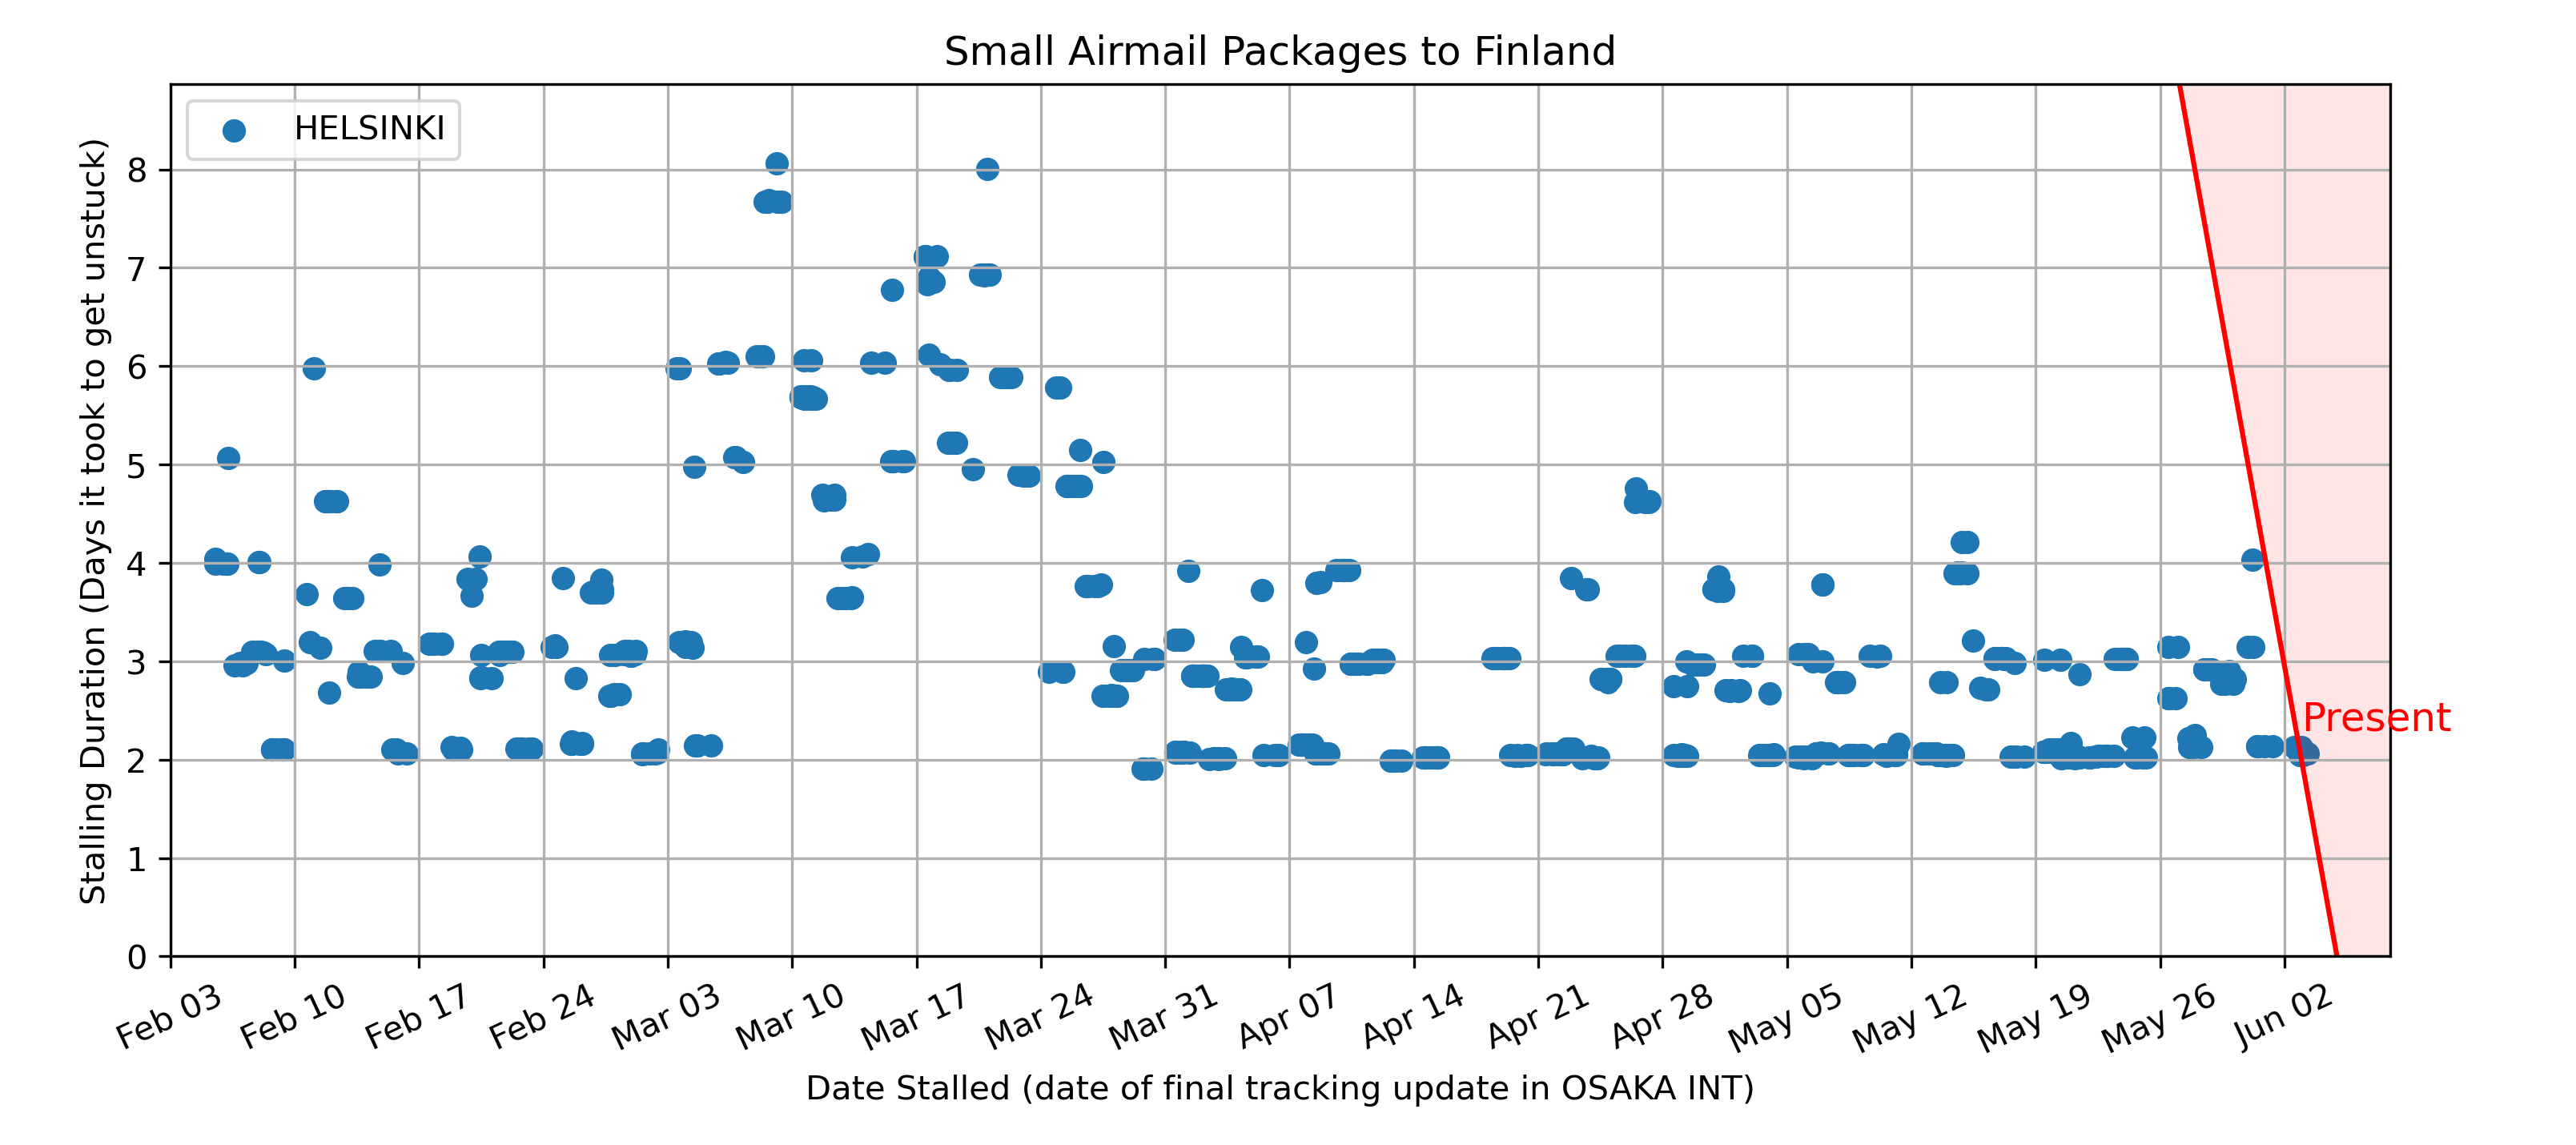 Small Airmail Packages to Finland
HELSINKI
Stalling Duration (Days it took to get unstuck)
8
7
6
5
4
3
2
1
0
Present
Feb 03
Feb 10
Feb 17
Feb 24
Mar 03
Mar 10
Mar 17
Mar 24
Mar 31
Apr 07
Apr 14
Apr 21
Apr 28
May 05
May 12
May 19
May 26
Jun 02
Date Stalled (date of final tracking update in OSAKA INT)